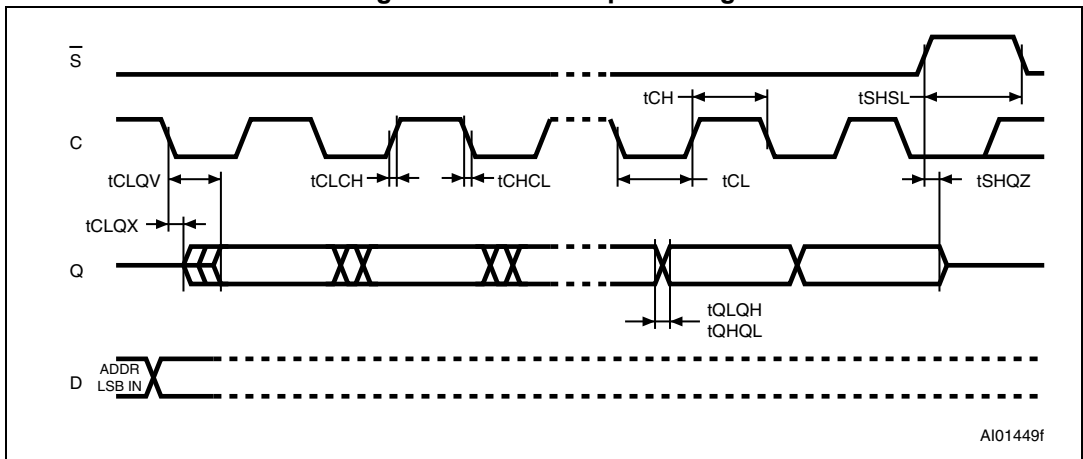 S
tCH
tSHSL
C
tCLQV
tCLCH
tCHCL
tCL
tSHQZ
tCLQX
Q
tQLQH
tQHQL
D
ADDR
LSB IN
AI01449f